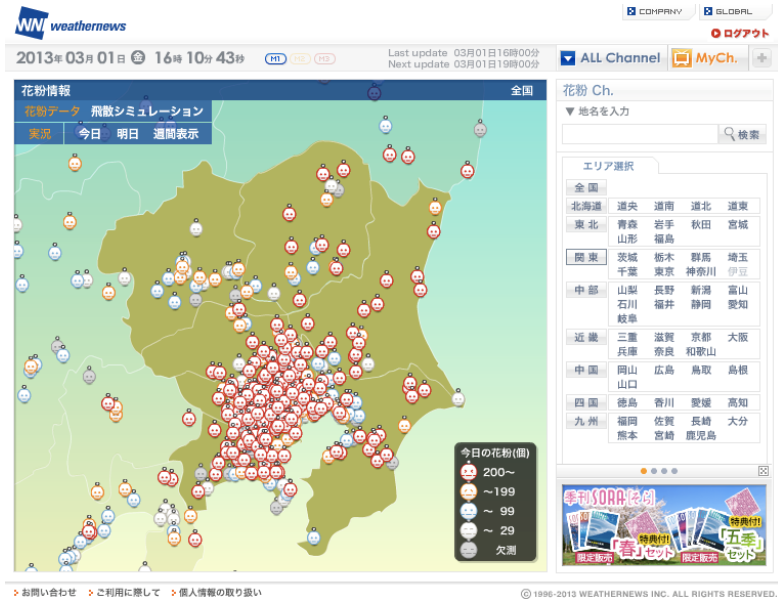 WNI weathernews
COMPANY
GLOBAL
ログアウト
2013年03月01日 金 16時10分43秒
M1 M2 M3
Last update 03月01日16時00分
Next update 03月01日19時00分
ALL Channel
MyCh.
花粉情報
全国
花粉データ 飛散シミュレーション
実況 今日 明日 週間表示
今日の花粉(個)
200〜
〜199
〜 99
〜 29
欠測
花粉 Ch.
▼ 地名を入力
検索
エリア選択
全国
北海道 道央 道南 道北 道東
東北 青森 岩手 秋田 宮城
山形 福島
関東 茨城 栃木 群馬 埼玉
千葉 東京 神奈川 伊豆
中部 山梨 長野 新潟 富山
石川 福井 静岡 愛知
岐阜
近畿 三重 滋賀 京都 大阪
兵庫 奈良 和歌山
中国 岡山 広島 鳥取 島根
山口
四国 徳島 香川 愛媛 高知
九州 福岡 佐賀 長崎 大分
熊本 宮崎 鹿児島
季刊SORA(そら)
特典付!
「春」セット
限定販売
特典付!
「五季」セット
限定販売
お問い合わせ ご利用に際して 個人情報の取り扱い
© 1996-2013 WEATHERNEWS INC. ALL RIGHTS RESERVED.